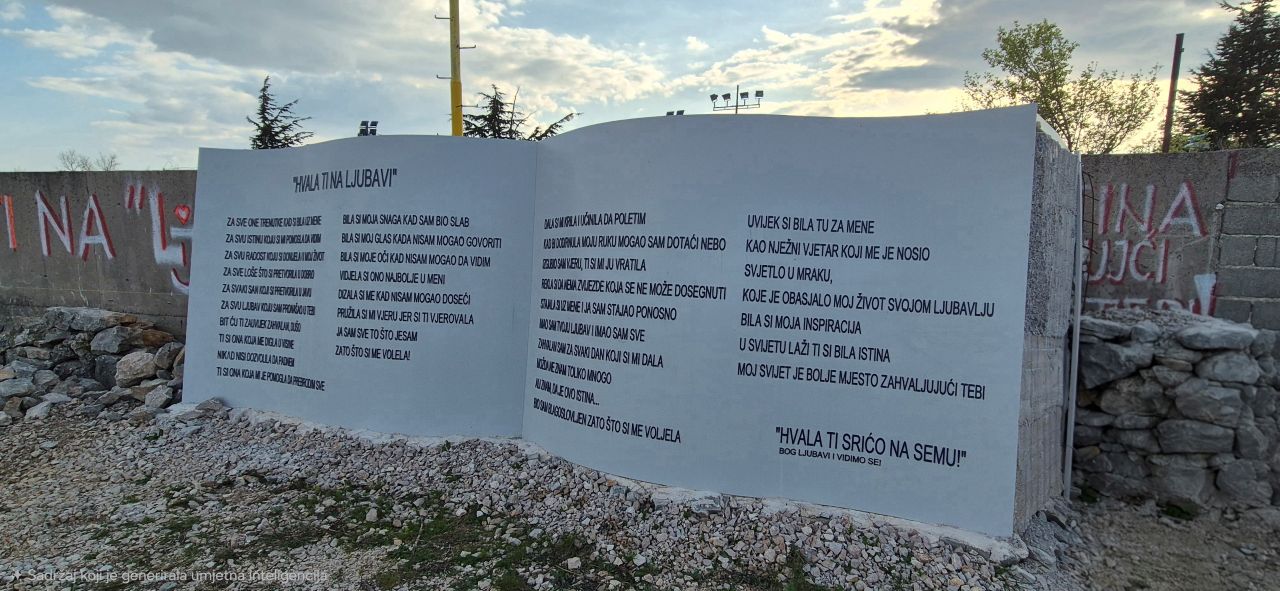 "HVALA TI NA LJUBAVI"
ZA SVE ONE TRENUTKE KAD SI BILA UZ MENE
ZA SVU ISTINU KOJU SI MI POMOGLA DA VIDIM
ZA SVU RADOST KOJU SI DONIJELA U MOJ ŽIVOT
ZA SVE LOŠE ŠTO SI PRETVORILA U DOBRO
ZA SVAKI SAN KOJI SI PRETVORILA U JAVU
ZA SVU LJUBAV KOJU SAM PRONAŠAO U TEBI
BIT ĆU TI ZAUVIJEK ZAHVALAN, DUŠO
TI SI ONA KOJA ME DIGLA U VISINE
NIKAD NISI DOZVOLILA DA PADNEM
TI SI ONA KOJA MI JE POMOGLA DA PREBRODIM SVE
BILA SI MOJA SNAGA KAD SAM BIO SLAB
BILA SI MOJ GLAS KADA NISAM MOGAO GOVORITI
BILA SI MOJE OČI KAD NISAM MOGAO DA VIDIM
VIDJELA SI ONO NAJBOLJE U MENI
DIZALA SI ME KAD NISAM MOGAO DOSEĆI
PRUŽILA SI MI VJERU JER SI TI VJEROVALA
JA SAM SVE TO ŠTO JESAM
ZATO ŠTO SI ME VOLJELA!
DALA SI MI KRILA I UČINILA DA POLETIM
KAD BI DODIRNULA MOJU RUKU MOGAO SAM DOTAĆI NEBO
IZGUBIO SAM VJERU, TI SI MI JU VRATILA
REKLA SI DA NEMA ZVIJEZDE KOJA SE NE MOŽE DOSEGNUTI
STAJALA SI UZ MENE I JA SAM STAJAO PONOSNO
IMAO SAM TVOJU LJUBAV I IMAO SAM SVE
ZAHVALAN SAM ZA SVAKI DAN KOJI SI MI DALA
MOŽDA NE ZNAM TOLIKO MNOGO
ALI ZNAM, DA JE OVO ISTINA...
BIO SAM BLAGOSLOVLJEN ZATO ŠTO SI ME VOLJELA
UVIJEK SI BILA TU ZA MENE
KAO NJEŽNI VJETAR KOJI ME JE NOSIO
SVJETLO U MRAKU,
KOJE JE OBASJALO MOJ ŽIVOT SVOJOM LJUBAVLJU
BILA SI MOJA INSPIRACIJA
U SVIJETU LAŽI TI SI BILA ISTINA
MOJ SVIJET JE BOLJE MJESTO ZAHVALJUJUĆI TEBI
"HVALA TI SRIĆO NA SEMU!"
BOG LJUBAVI I VIDIMO SE!
I NA "LJ
INA
UJĆI
TEBI
Sadržaj koji je generirala umjetna inteligencija